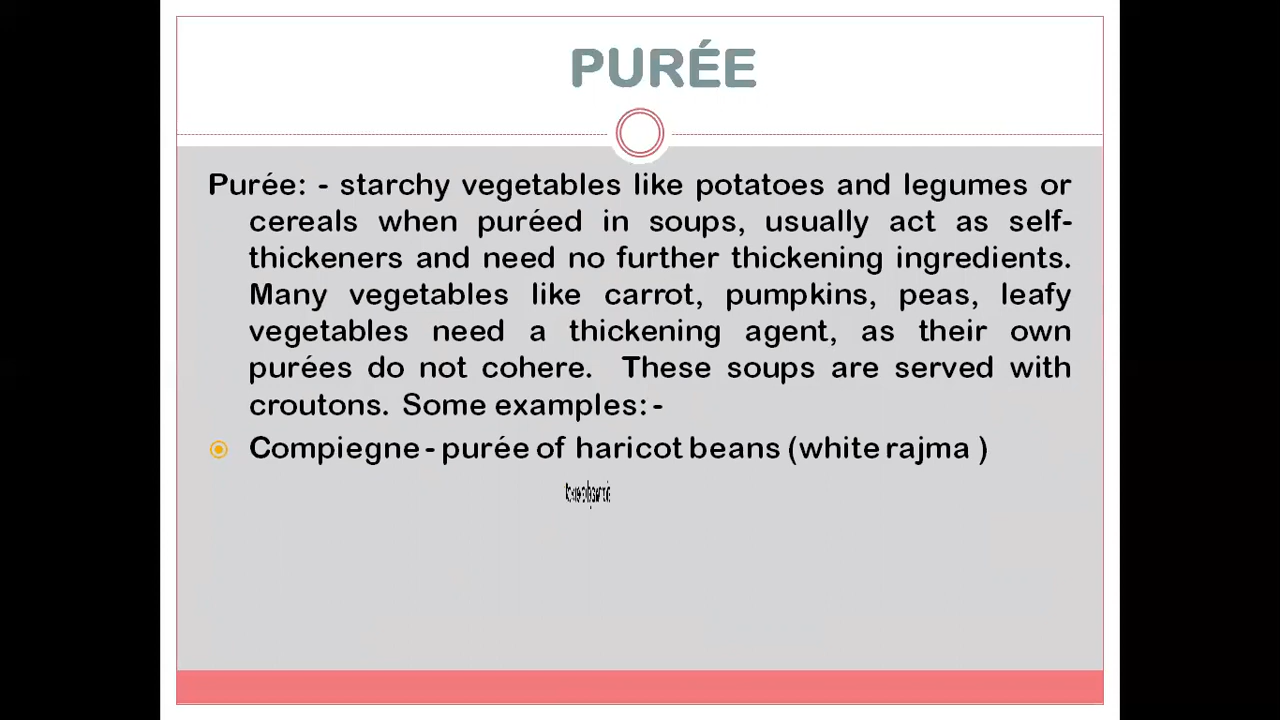 PURÉE
Purée: - starchy vegetables like potatoes and legumes or
cereals when puréed in soups, usually act as self-
thickeners and need no further thickening ingredients.
Many vegetables like carrot, pumpkins, peas, leafy
vegetables need a thickening agent, as their own
purées do not cohere. These soups are served with
croutons. Some examples: -
Compiegne - purée of haricot beans (white rajma )